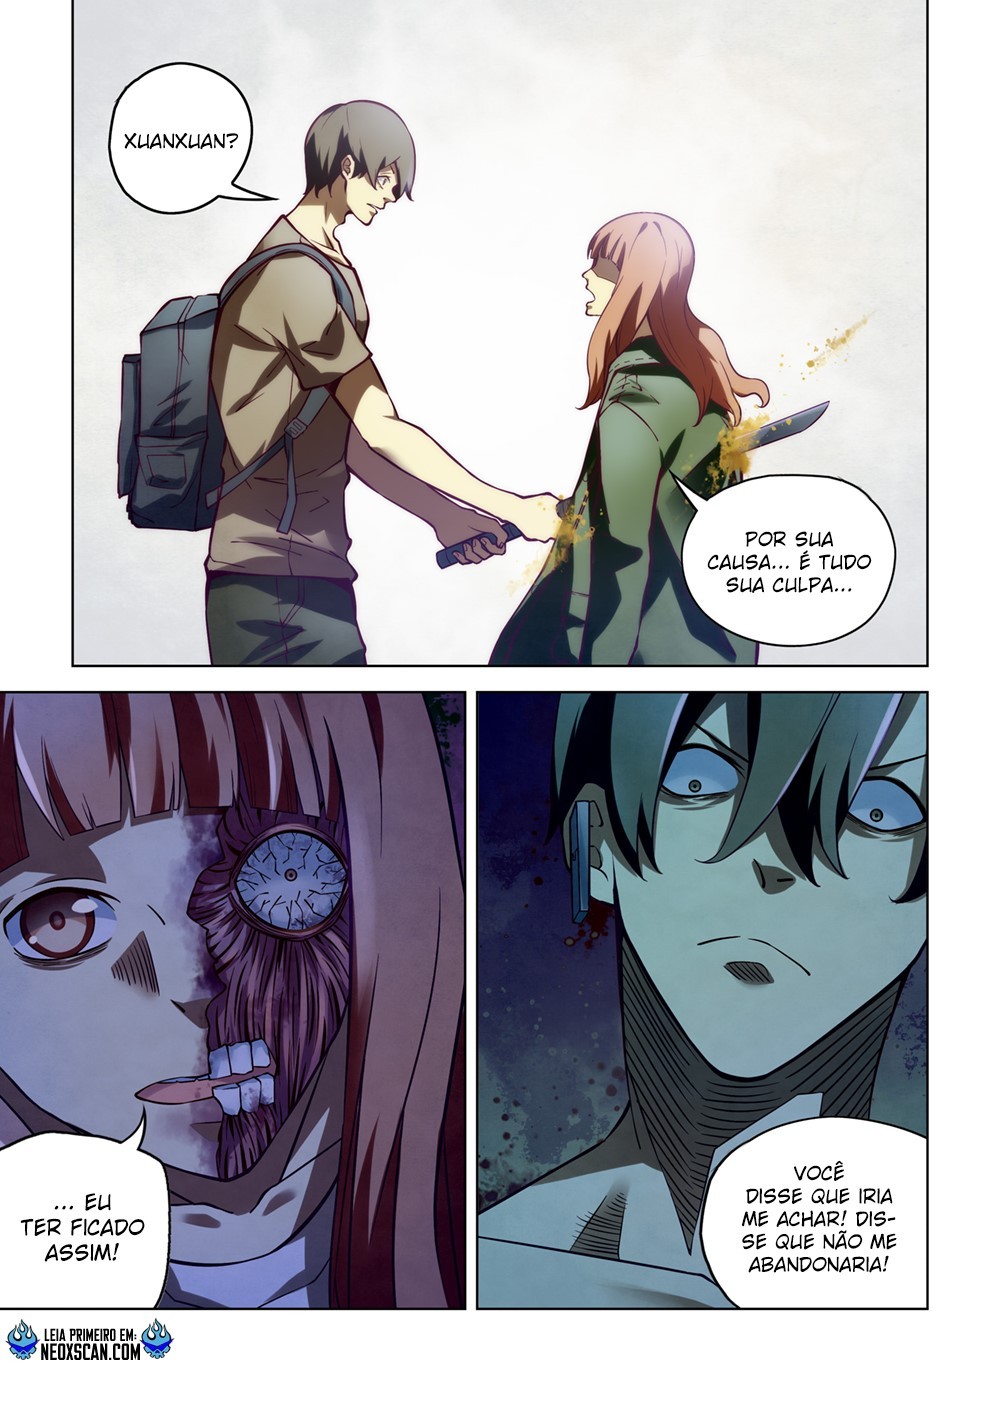 XUANXUAN?
POR SUA
CAUSA... É TUDO
SUA CULPA...
... EU
TER FICADO
ASSIM!
VOCÊ
DISSE QUE IRIA
ME ACHAR! DIS-
SE QUE NÃO ME
ABANDONARIA!
LEIA PRIMEIRO EM:
NEOXSCAN.COM